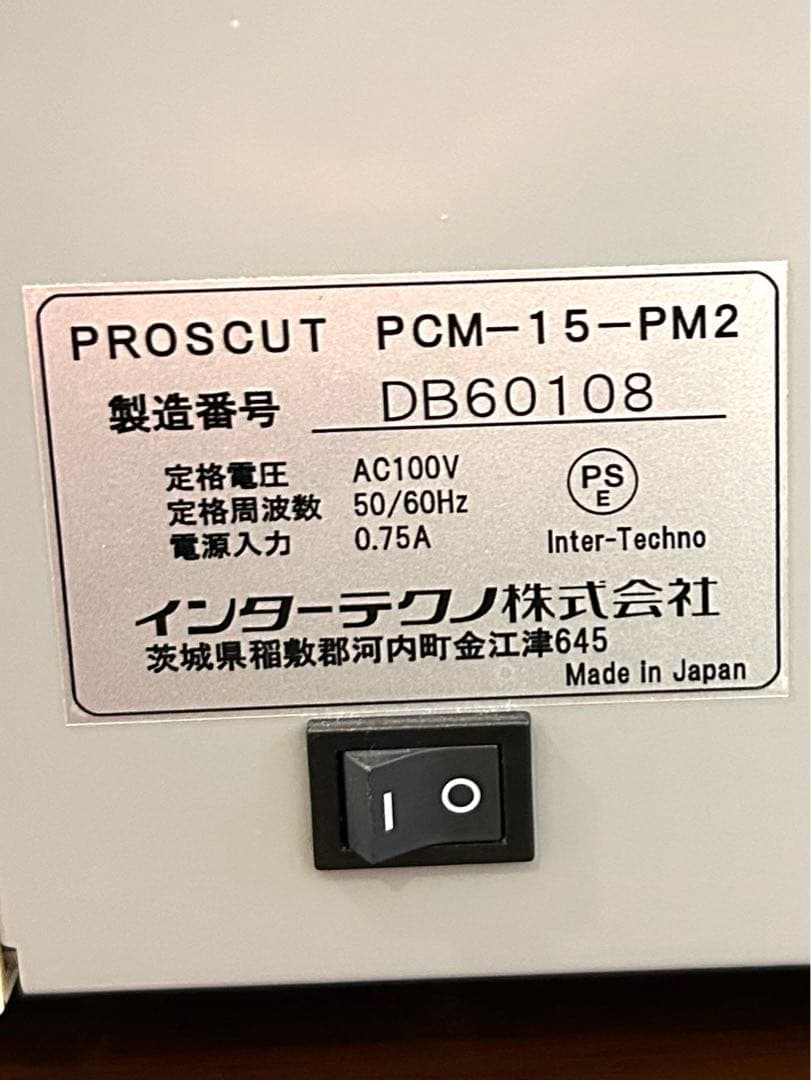 PROSCUT PCM-15-PM2
製造番号 DB60108
定格電圧 AC100V
定格周波数 50/60Hz
電源入力 0.75A
PS
E
Inter-Techno
インターテクノ株式会社
茨城県稲敷郡河内町金江津645
Made in Japan
I O